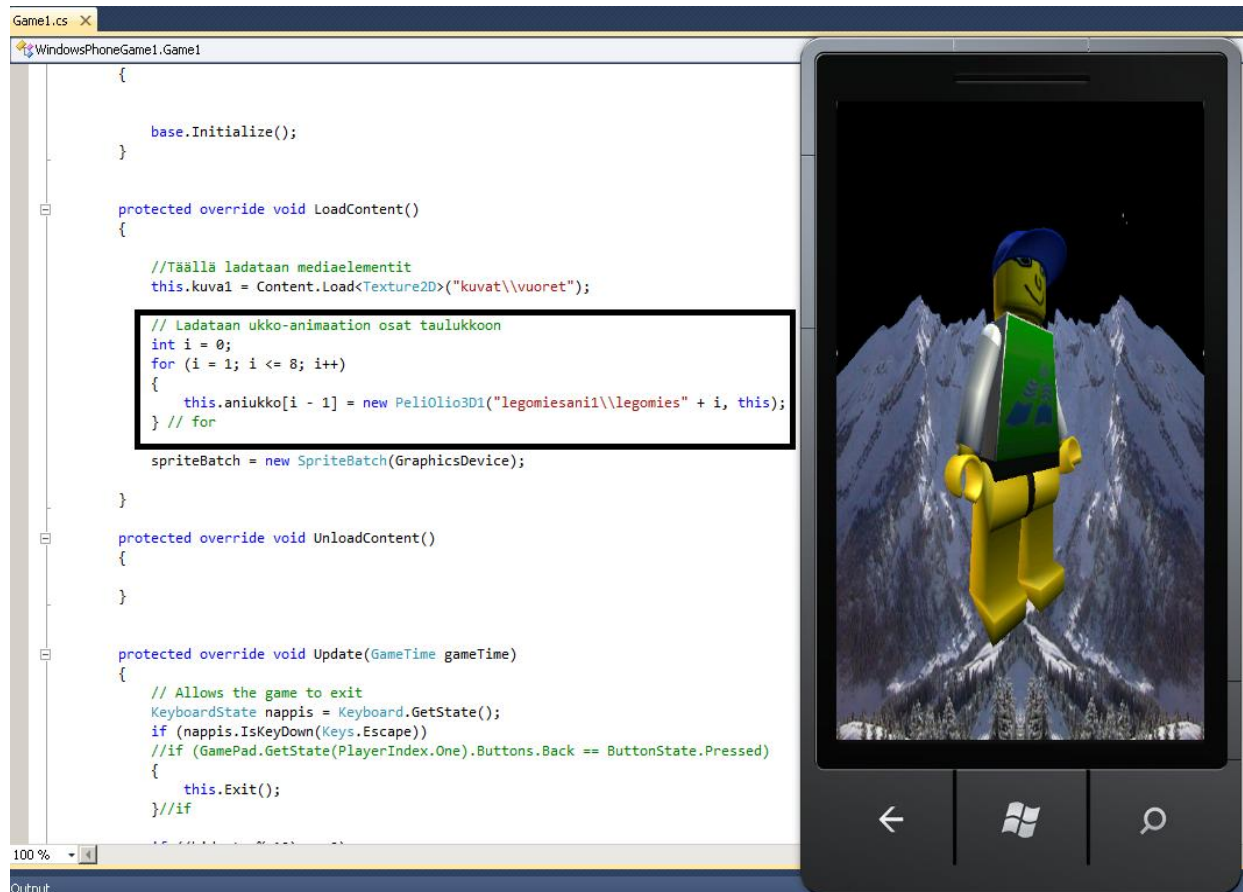 Game1.cs X
WindowsPhoneGame1.Game1
{
base.Initialize();
}
protected override void LoadContent()
{
//Täällä ladataan mediaelementit
this.kuva1 = Content.Load<Texture2D>("kuvat\\vuoret");
// Ladataan ukko-animaation osat taulukkoon
int i = 0;
for (i = 1; i <= 8; i++)
{
this.aniukko[i - 1] = new PeliOlio3D1("legomiesani1\\legomies" + i, this);
} // for
spriteBatch = new SpriteBatch(GraphicsDevice);
}
protected override void UnloadContent()
{
}
protected override void Update(GameTime gameTime)
{
// Allows the game to exit
KeyboardState nappis = Keyboard.GetState();
if (nappis.IsKeyDown(Keys.Escape))
//if (GamePad.GetState(PlayerIndex.One).Buttons.Back == ButtonState.Pressed)
{
this.Exit();
}//if
100 %
Output